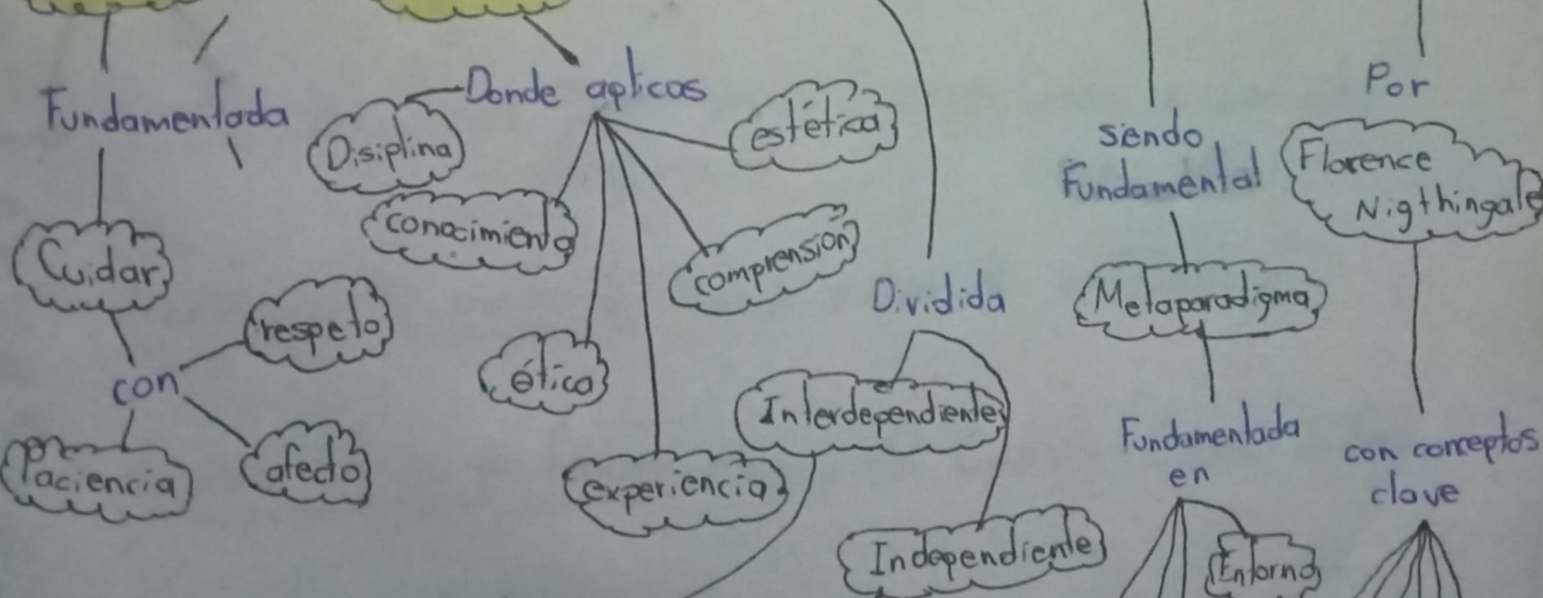 Fundamentada
Cuidar
con
respeto
Paciencia
afecto
Donde aplicas
Disiplina
conocimiento
ética
experiencia
comprensión
estética
Dividida
Interdependiente
Independiente
siendo
Fundamental
Metaparadigma
Fundamentada
en
Entorno
Por
Florence
Nigthingale
con conceptos
clave